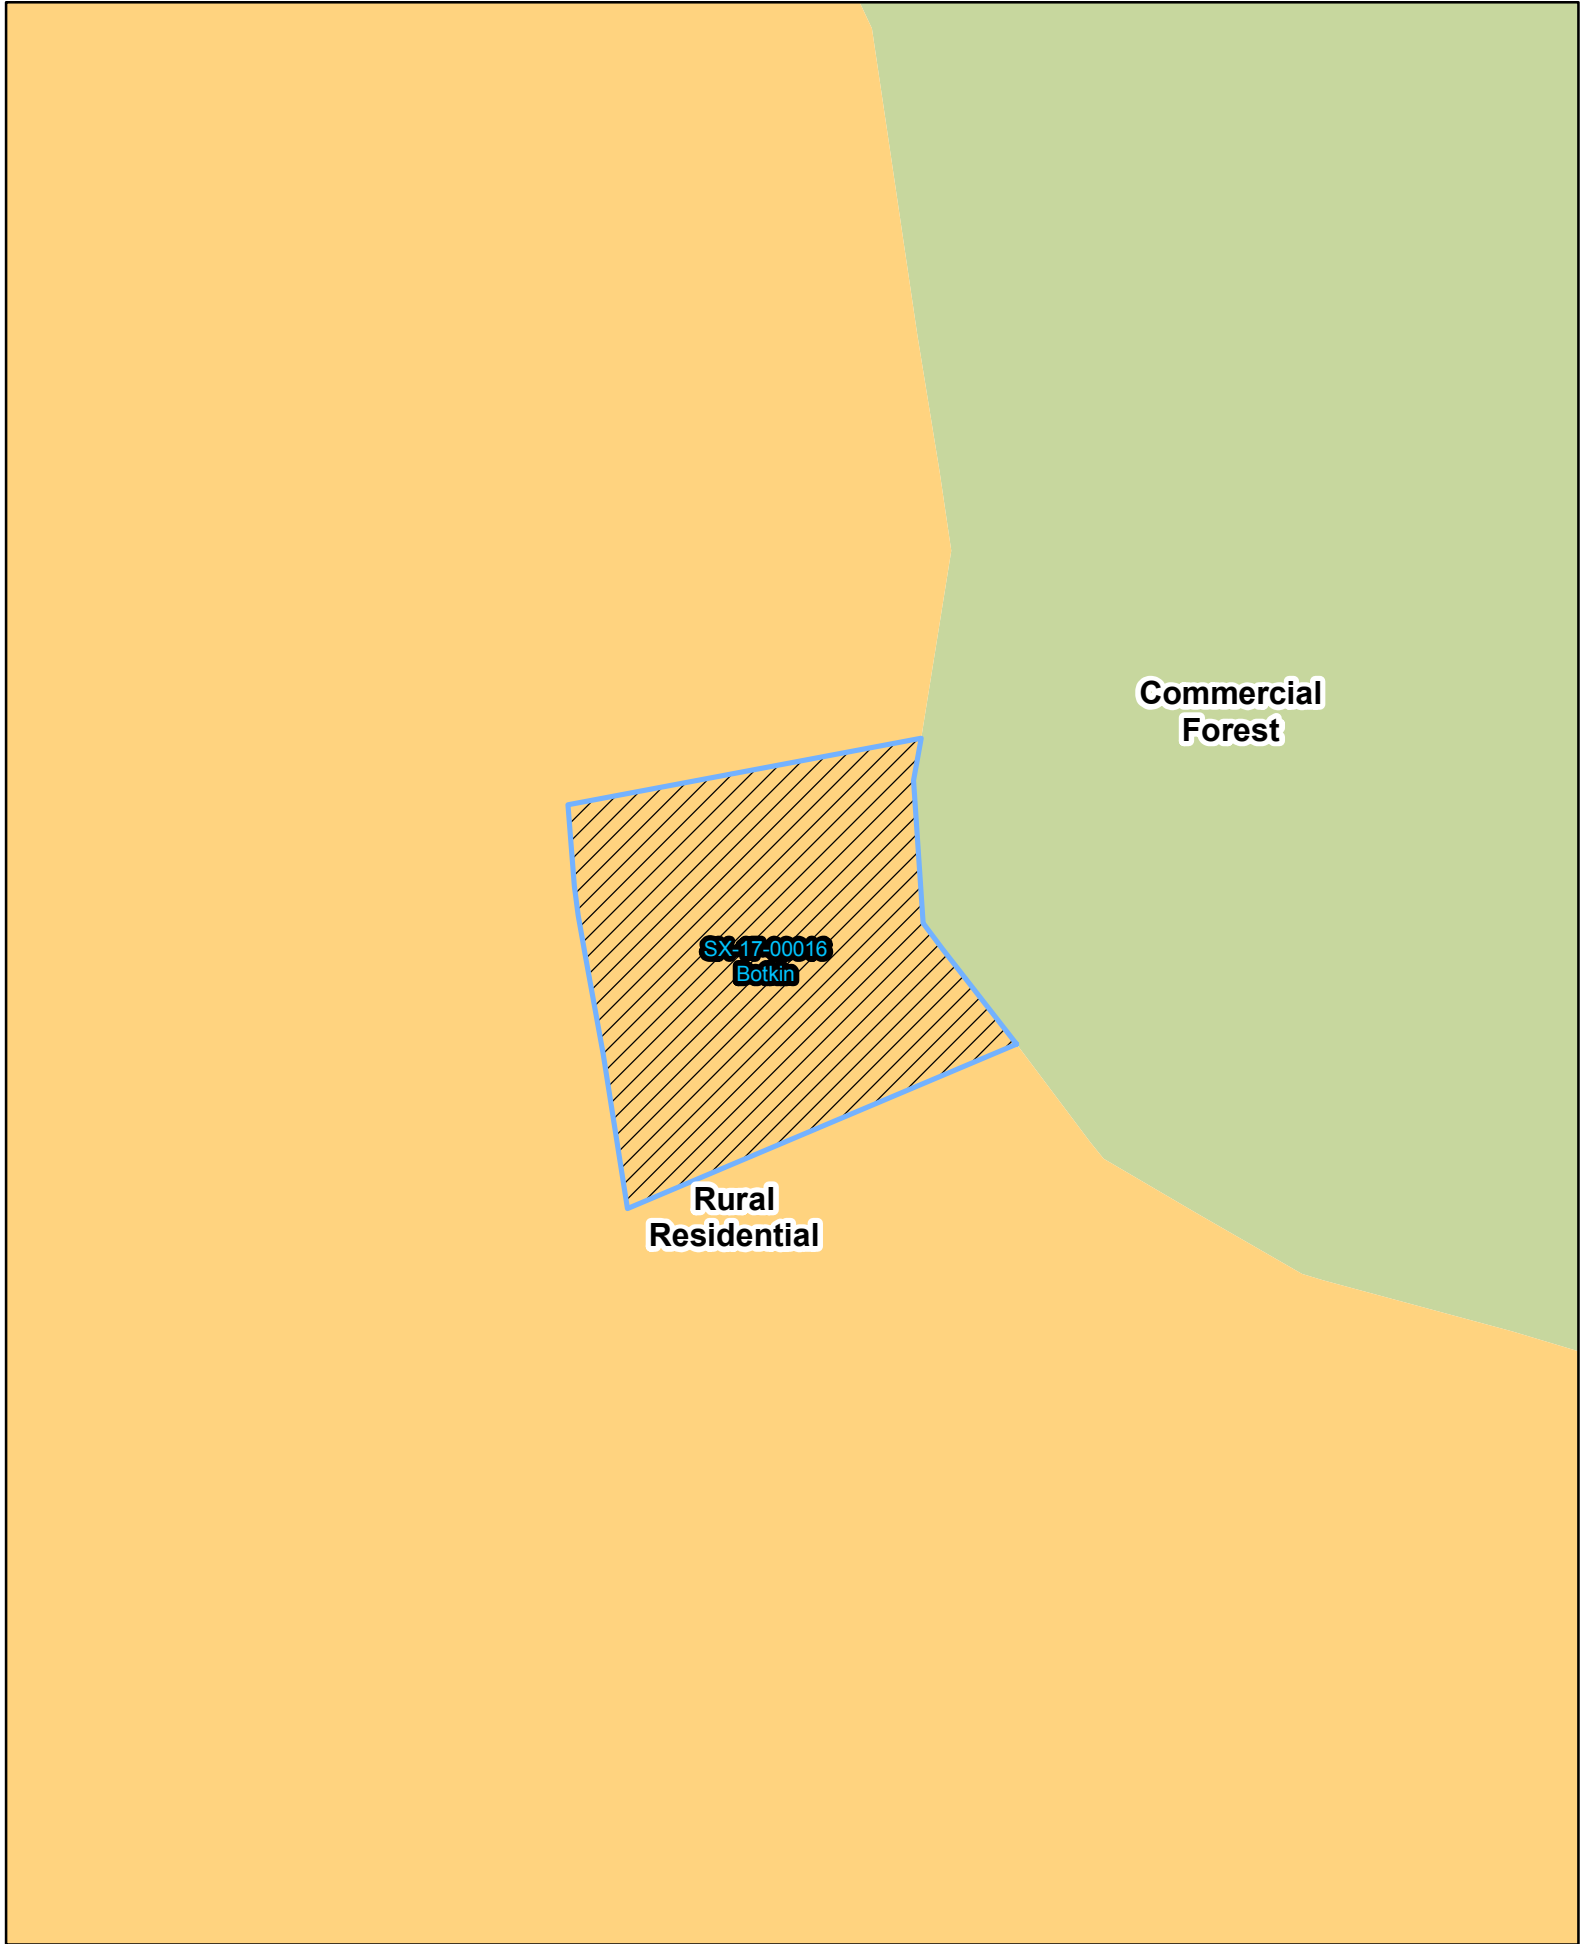 Commercial
Forest
SX-17-00016
Botkin
Rural
Residential